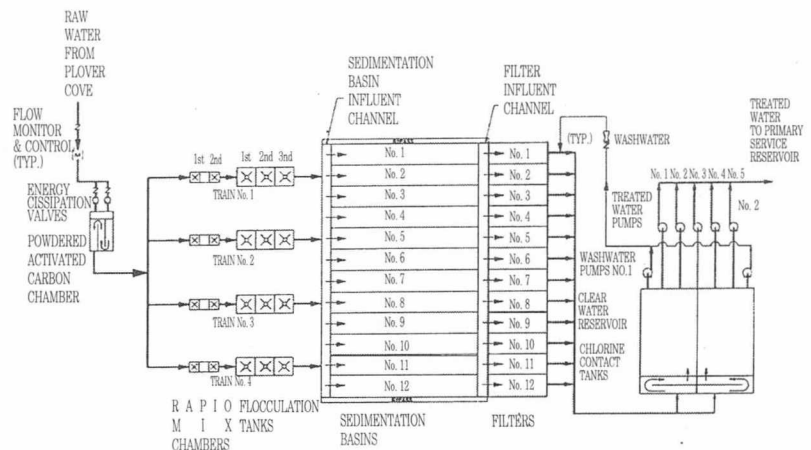 RAW
WATER
FROM
PLOVER
COVE
FLOW
MONITOR
& CONTROL
(TYP.)
ENERGY
CISSIPATION
VALVES
POWDERED
ACTIVATED
CARBON
CHAMBER
1st 2nd
1st 2nd 3nd
TRAIN No.1
TRAIN No.2
TRAIN No.3
TRAIN No.4
RAPIO
MIX
CHAMBERS
FLOCCULATION
TANKS
SEDIMENTATION
BASIN
INFLUENT
CHANNEL
BYPASS
No. 1
No. 2
No. 3
No. 4
No. 5
No. 6
No. 7
No. 8
No. 9
No. 10
No. 11
No. 12
BYPASS
SEDIMENTATION
BASINS
FILTER
INFLUENT
CHANNEL
No. 1
No. 2
No. 3
No. 4
No. 5
No. 6
No. 7
No. 8
No. 9
No. 10
No. 11
No. 12
FILTERS
(TYP.)
WASHWATER
TREATED
WATER
TO PRIMARY
SERVICE
RESERVOIR
No.1 No.2 No.3 No.4 No.5
No. 2
TREATED WATER
PUMPS
WASHWATER
PUMPS NO.1
CLEAR
WATER
RESERVOIR
CHLORINE
CONTACT
TANKS